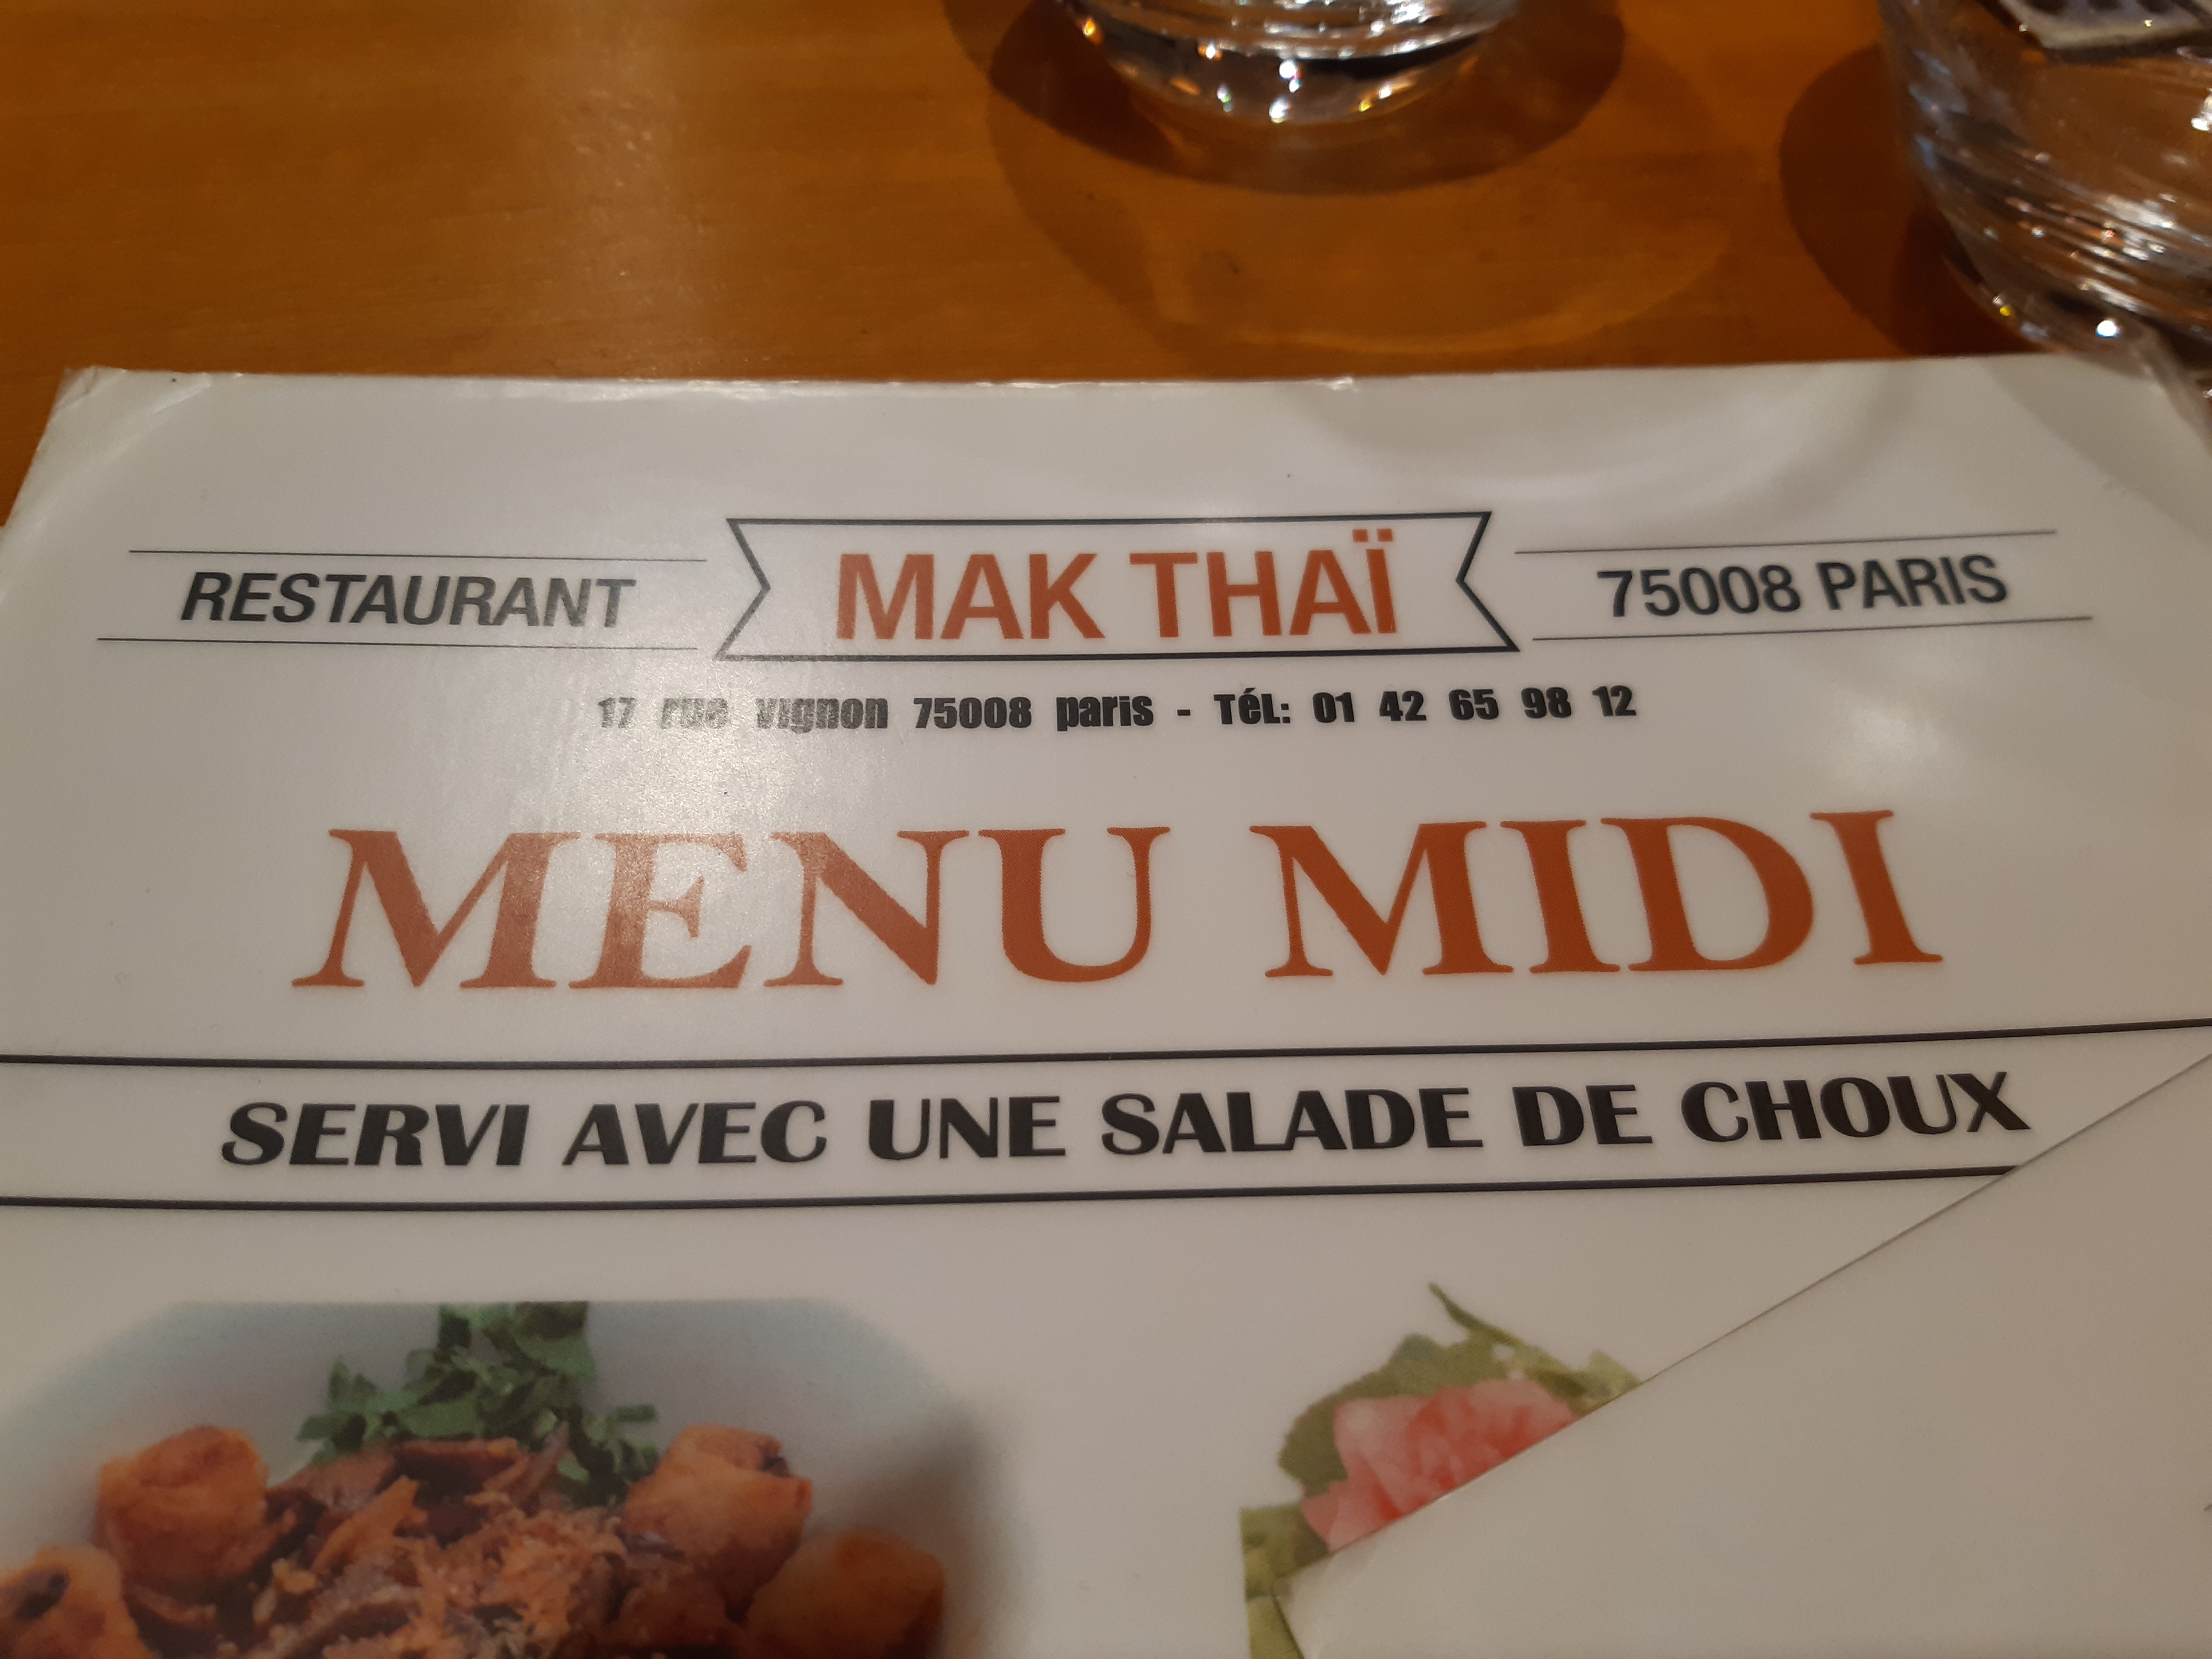 RESTAURANT MAK THAÏ 75008 PARIS
17 rue vignon 75008 paris - TéL: 01 42 65 98 12
MENU MIDI
SERVI AVEC UNE SALADE DE CHOUX